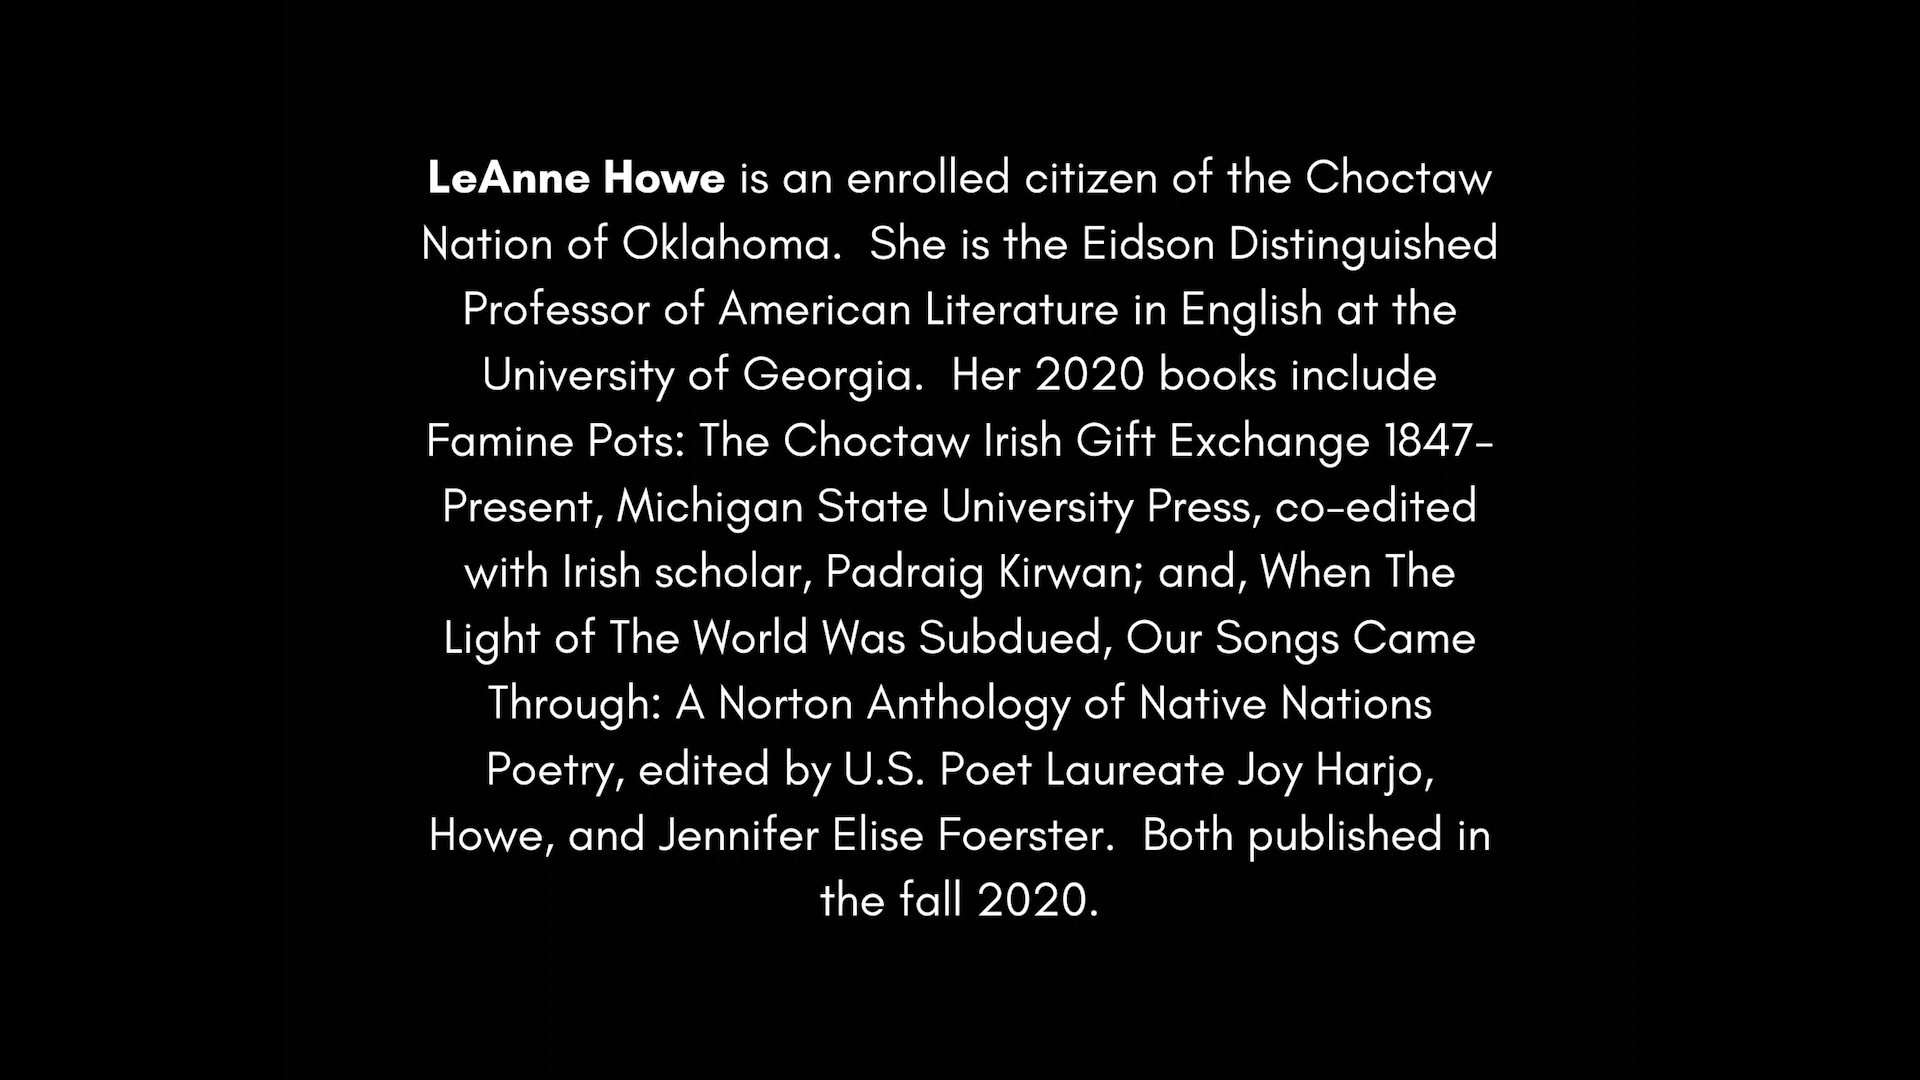 LeAnne Howe is an enrolled citizen of the Choctaw
Nation of Oklahoma.  She is the Eidson Distinguished
Professor of American Literature in English at the
University of Georgia.  Her 2020 books include
Famine Pots: The Choctaw Irish Gift Exchange 1847-
Present, Michigan State University Press, co-edited
with Irish scholar, Padraig Kirwan; and, When The
Light of The World Was Subdued, Our Songs Came
Through: A Norton Anthology of Native Nations
Poetry, edited by U.S. Poet Laureate Joy Harjo,
Howe, and Jennifer Elise Foerster.  Both published in
the fall 2020.